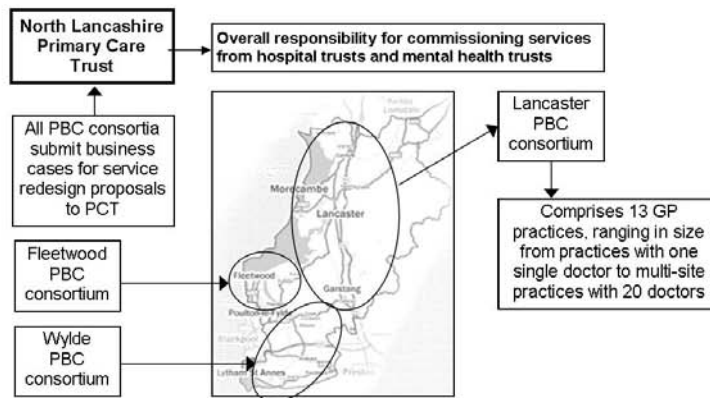 North Lancashire
Primary Care
Trust
Overall responsibility for commissioning services
from hospital trusts and mental health trusts
All PBC consortia
submit business
cases for service
redesign proposals
to PCT
Lancaster
PBC
consortium
Comprises 13 GP
practices, ranging in size
from practices with one
single doctor to multi-site
practices with 20 doctors
Fleetwood
PBC
consortium
Wylde
PBC
consortium
Morecambe
Lancaster
Fleetwood
Garstang
Poulton-le-Fylde
Blackpool
Lytham St Annes
Preston